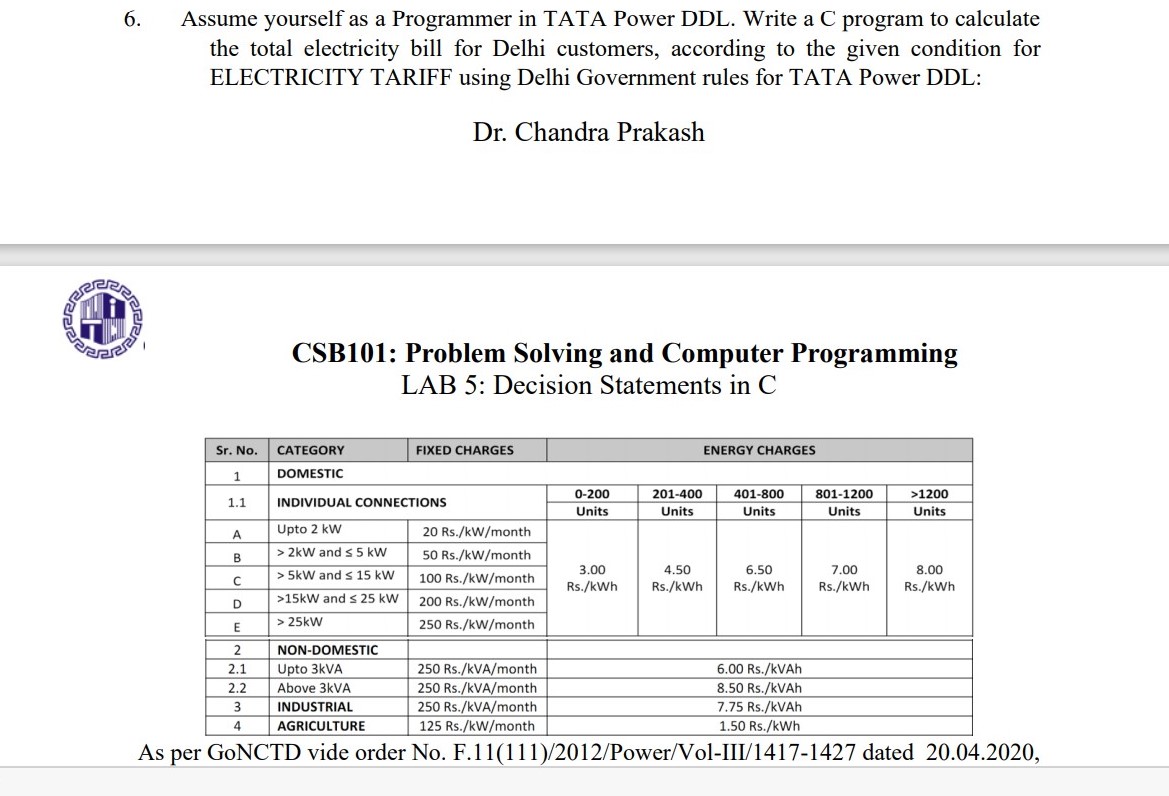 6. Assume yourself as a Programmer in TATA Power DDL. Write a C program to calculate
the total electricity bill for Delhi customers, according to the given condition for
ELECTRICITY TARIFF using Delhi Government rules for TATA Power DDL:
Dr. Chandra Prakash
CSB101: Problem Solving and Computer Programming
LAB 5: Decision Statements in C
Sr. No. CATEGORY FIXED CHARGES ENERGY CHARGES
1 DOMESTIC
1.1 INDIVIDUAL CONNECTIONS 0-200 Units 201-400 Units 401-800 Units 801-1200 Units >1200 Units
A Upto 2 kW 20 Rs./kW/month
B > 2kW and ≤ 5 kW 50 Rs./kW/month
C > 5kW and ≤ 15 kW 100 Rs./kW/month
D >15kW and ≤ 25 kW 200 Rs./kW/month
E > 25kW 250 Rs./kW/month
3.00 4.50 6.50 7.00 8.00
Rs./kWh Rs./kWh Rs./kWh Rs./kWh Rs./kWh
2 NON-DOMESTIC
2.1 Upto 3kVA 250 Rs./kVA/month 6.00 Rs./kVAh
2.2 Above 3kVA 250 Rs./kVA/month 8.50 Rs./kVAh
3 INDUSTRIAL 250 Rs./kVA/month 7.75 Rs./kVAh
4 AGRICULTURE 125 Rs./kW/month 1.50 Rs./kWh
As per GoNCTD vide order No. F.11(111)/2012/Power/Vol-III/1417-1427 dated 20.04.2020,